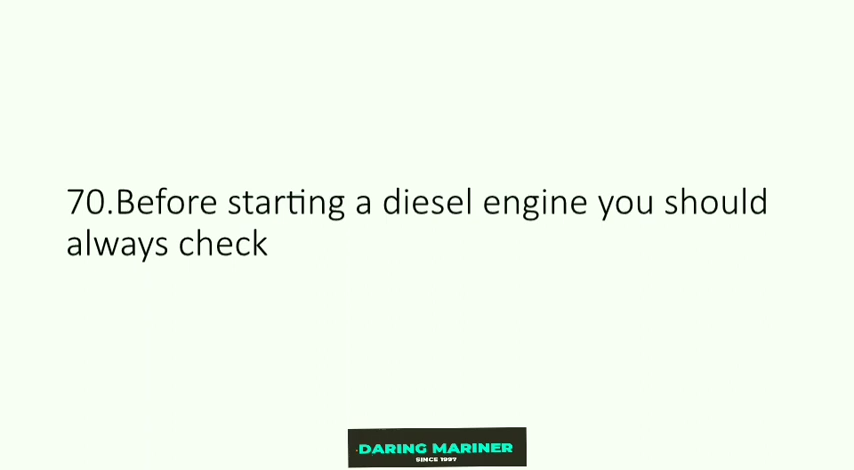 70.Before starting a diesel engine you should
always check
DARING MARINER
SINCE 1997